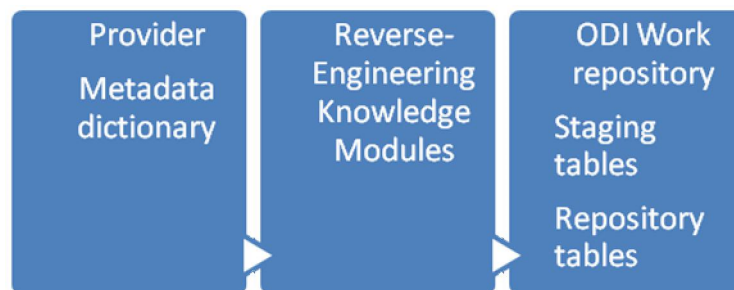 Provider
Metadata
dictionary
Reverse-
Engineering
Knowledge
Modules
ODI Work
repository
Staging
tables
Repository
tables